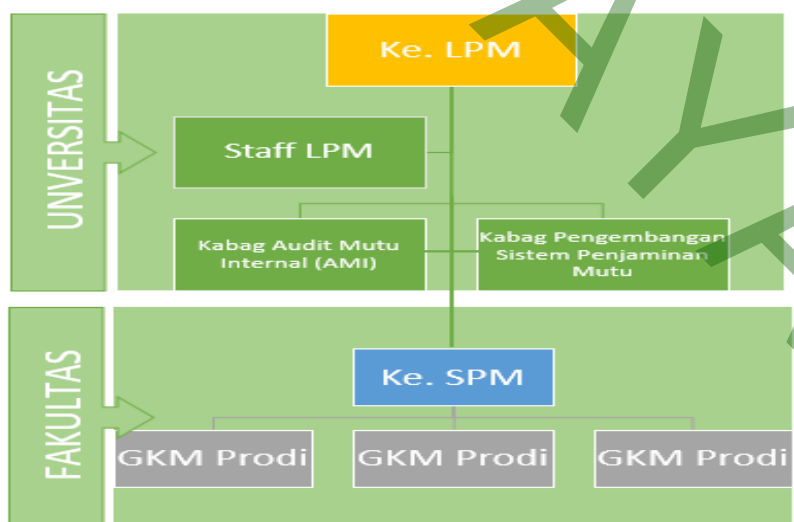 UNVERSITAS
Ke. LPM
Staff LPM
Kabag Audit Mutu
Internal (AMI)
Kabag Pengembangan
Sistem Penjaminan
Mutu
FAKULTAS
Ke. SPM
GKM Prodi
GKM Prodi
GKM Prodi